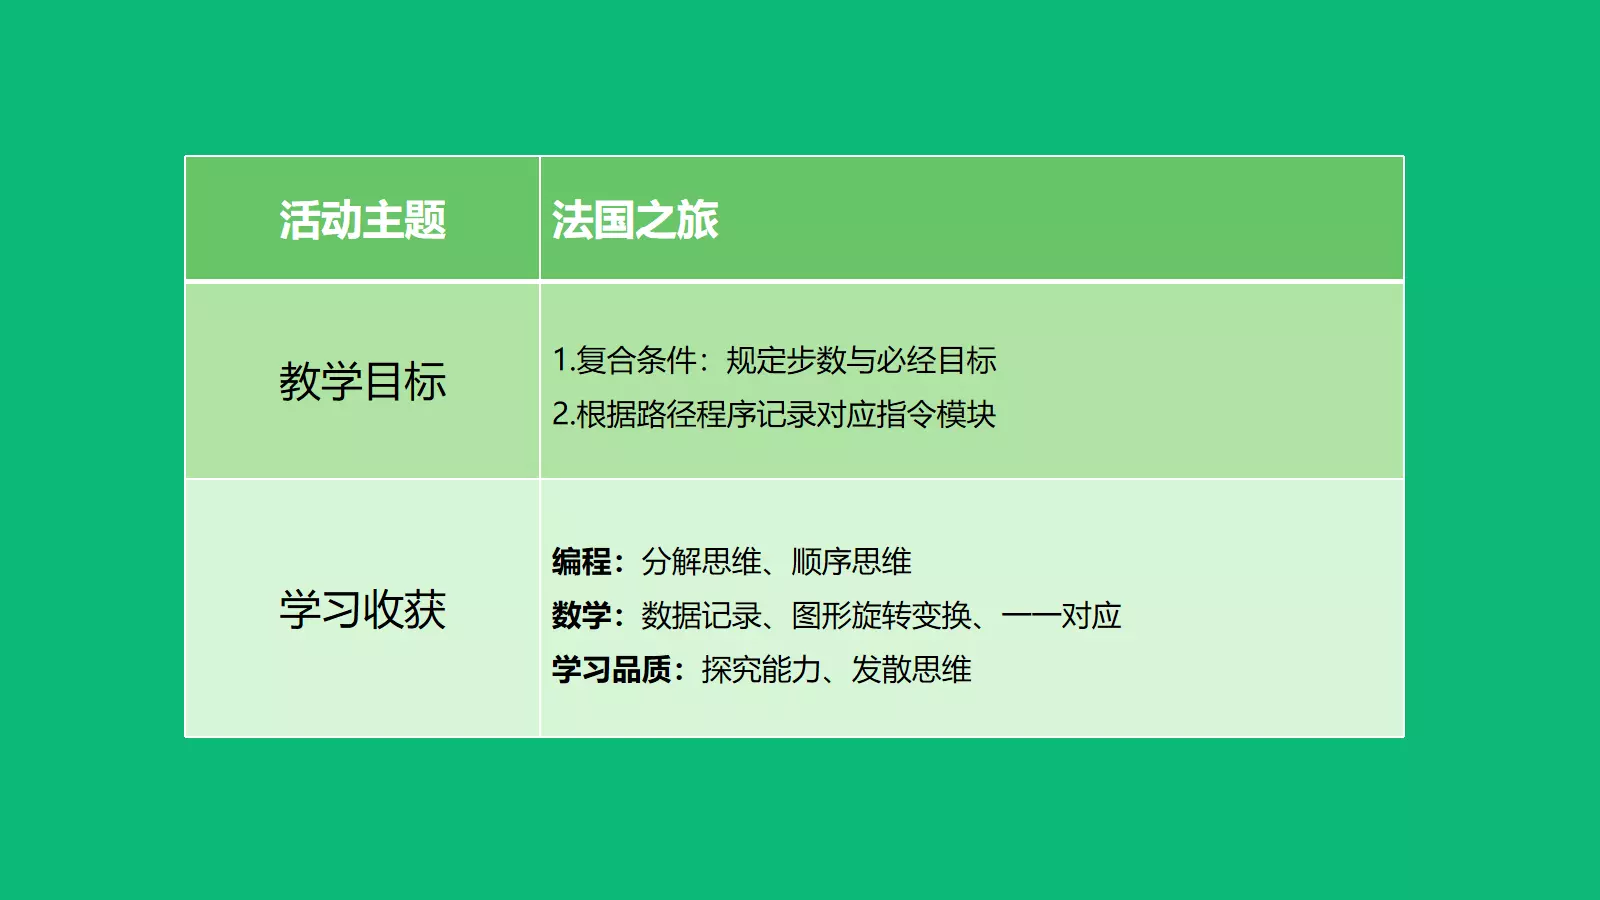 活动主题
法国之旅
教学目标
1.复合条件：规定步数与必经目标
2.根据路径程序记录对应指令模块
学习收获
编程：分解思维、顺序思维
数学：数据记录、图形旋转变换、一一对应
学习品质：探究能力、发散思维